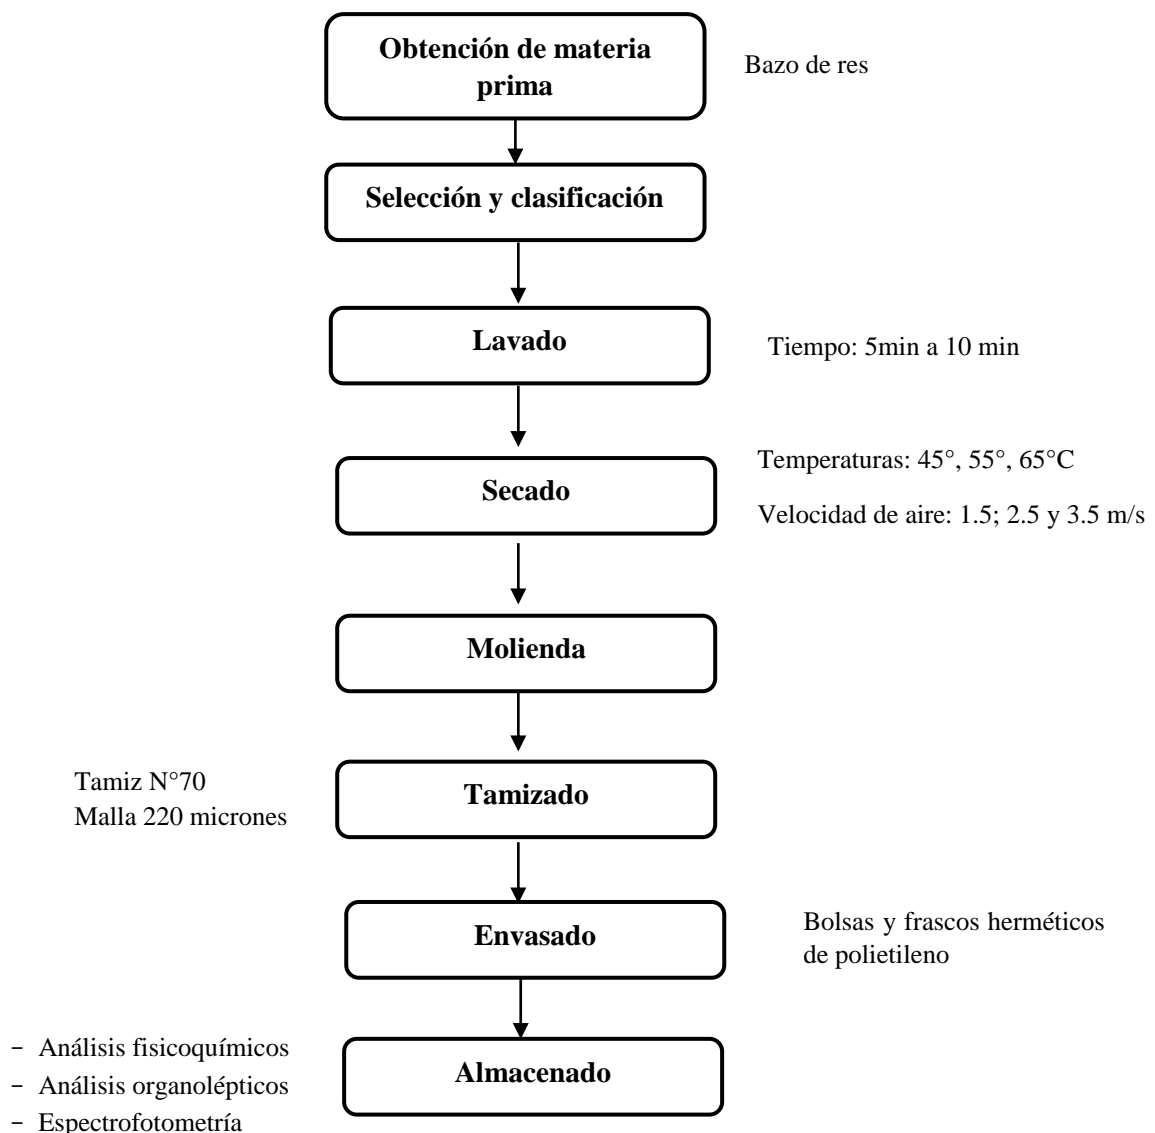 Obtención de materia
prima
Bazo de res
Selección y clasificación
Lavado
Tiempo: 5min a 10 min
Secado
Temperaturas: 45°, 55°, 65°C
Velocidad de aire: 1.5; 2.5 y 3.5 m/s
Molienda
Tamiz N°70
Malla 220 micrones
Tamizado
Envasado
Bolsas y frascos herméticos
de polietileno
- Análisis fisicoquímicos
- Análisis organolépticos
- Espectrofotometría
Almacenado